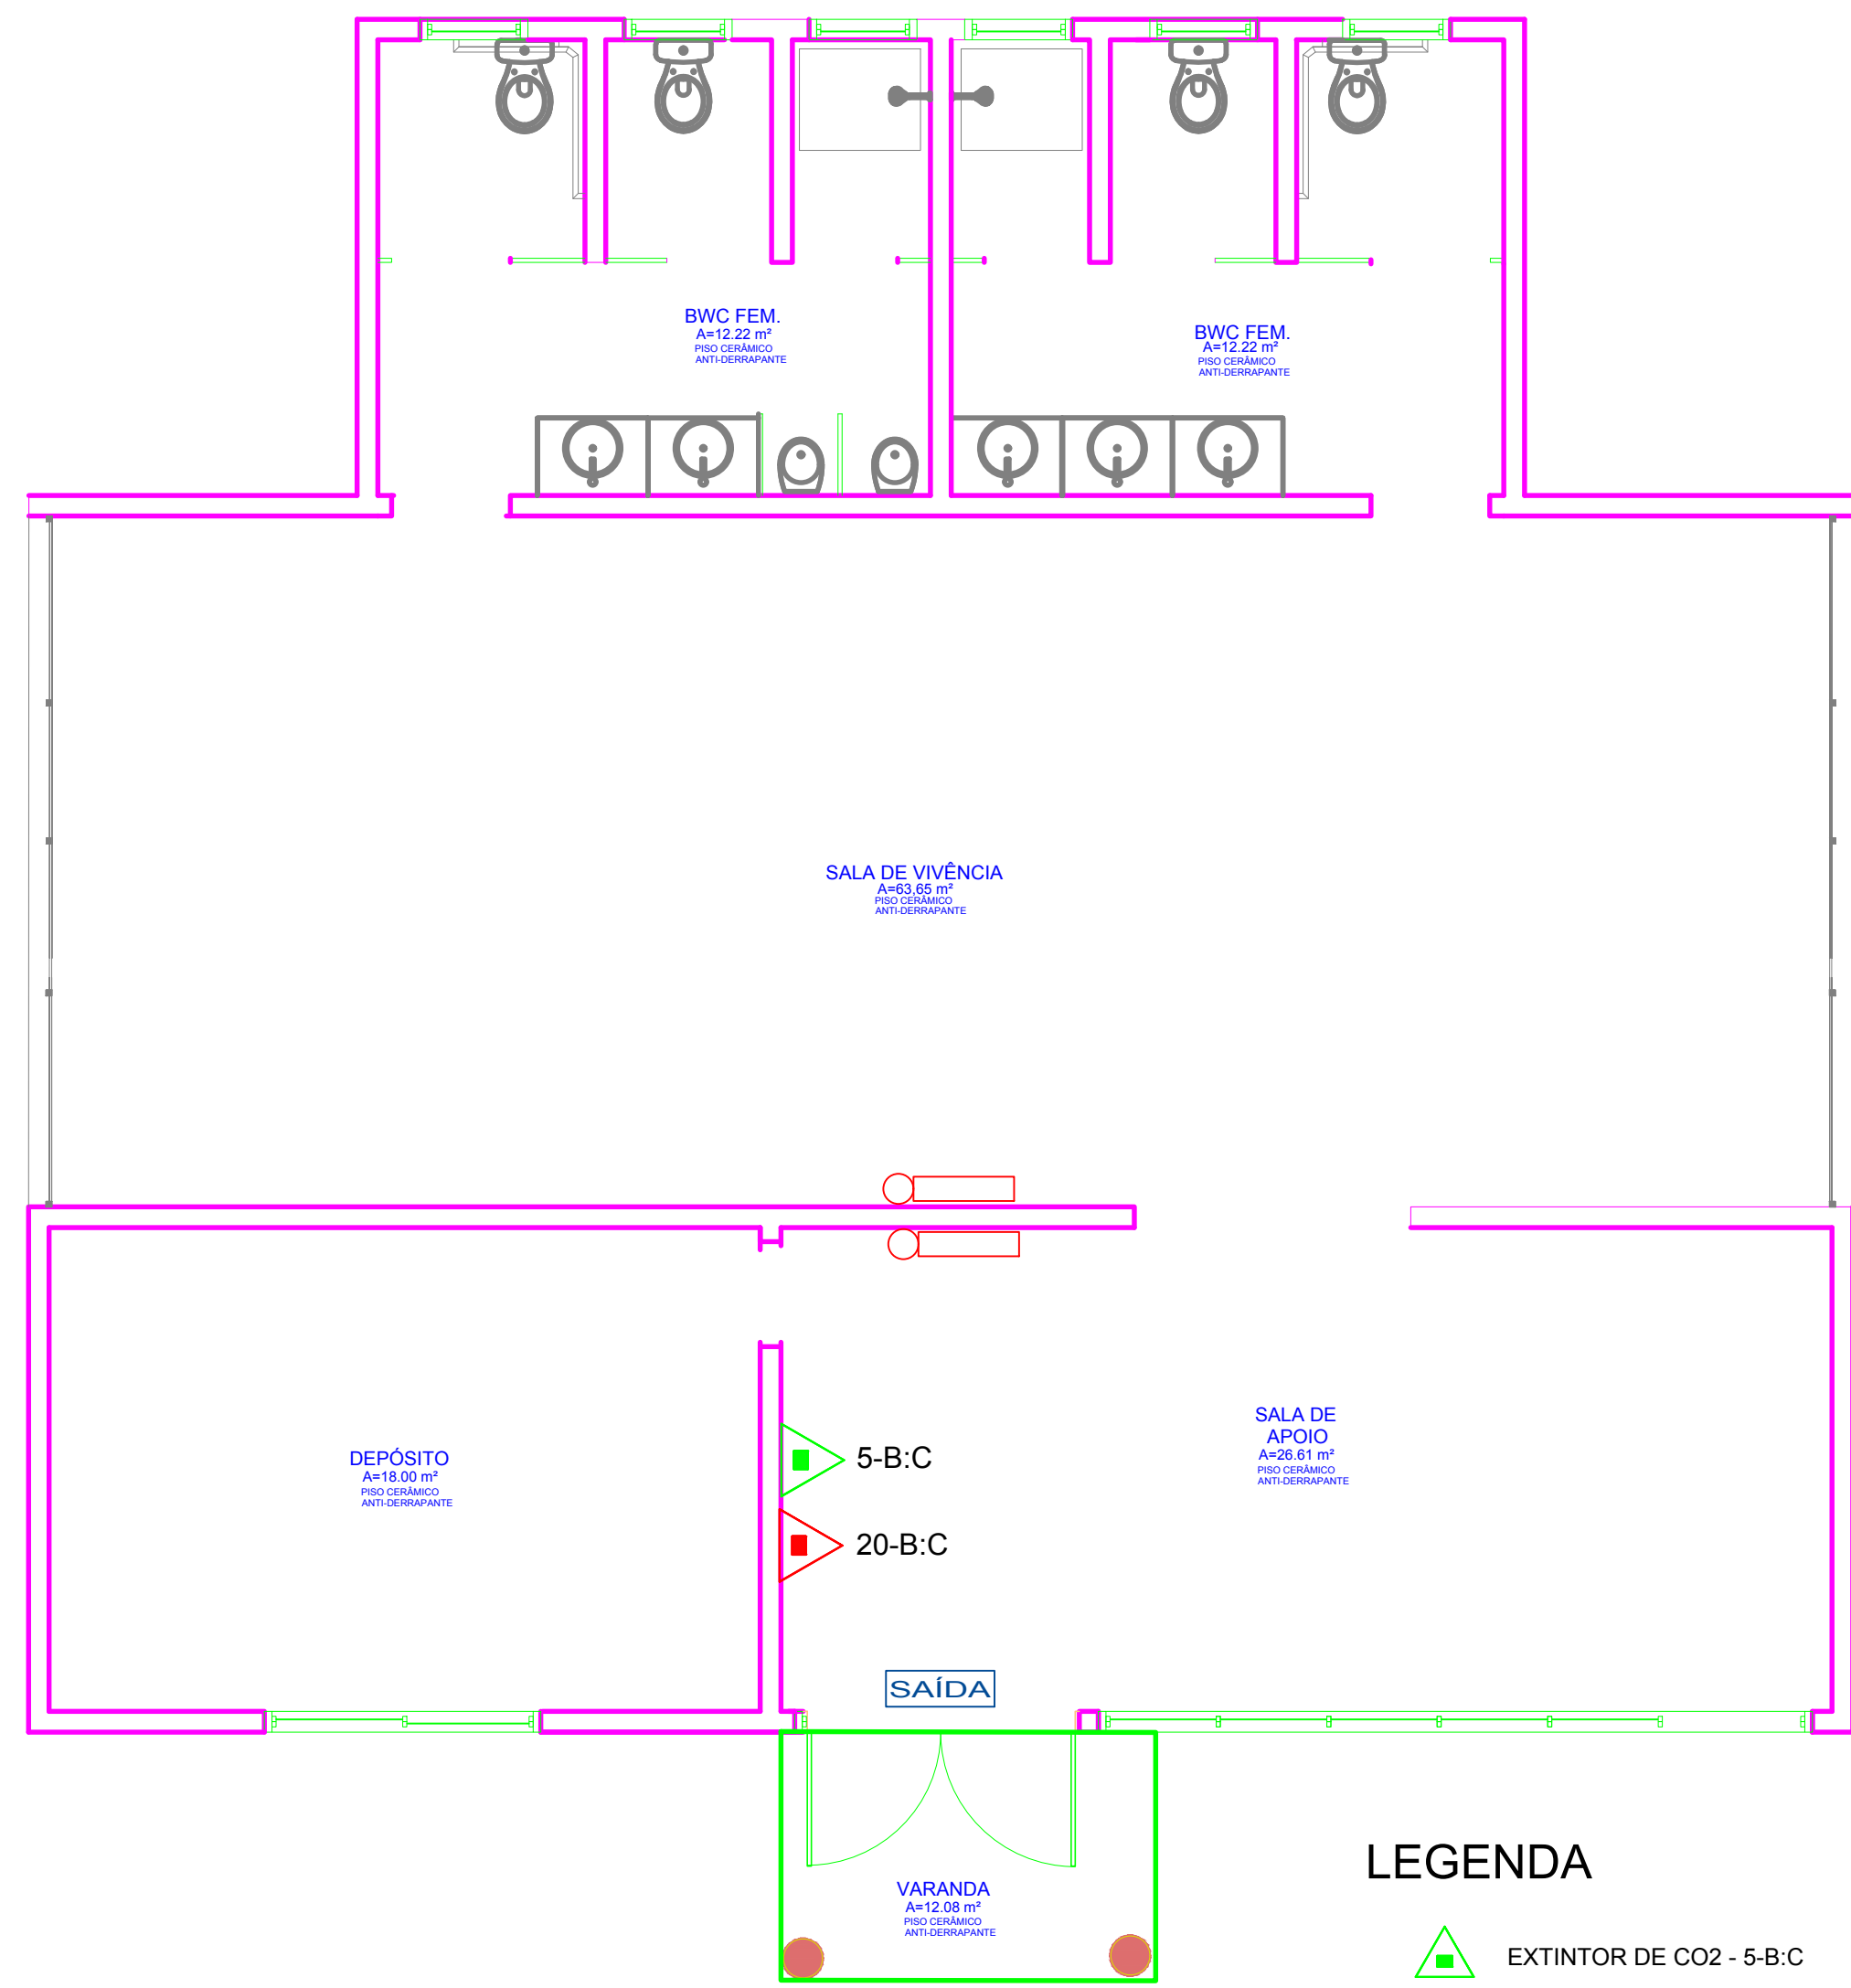 BWC FEM.
A=12.22 m²
PISO CERÂMICO
ANTI-DERRAPANTE
BWC FEM.
A=12.22 m²
PISO CERÂMICO
ANTI-DERRAPANTE
SALA DE VIVÊNCIA
A=63,65 m²
PISO CERÂMICO
ANTI-DERRAPANTE
DEPÓSITO
A=18.00 m²
PISO CERÂMICO
ANTI-DERRAPANTE
5-B:C
20-B:C
SALA DE
APOIO
A=26.61 m²
PISO CERÂMICO
ANTI-DERRAPANTE
SAÍDA
VARANDA
A=12.08 m²
PISO CERÂMICO
ANTI-DERRAPANTE
LEGENDA
EXTINTOR DE CO2 - 5-B:C